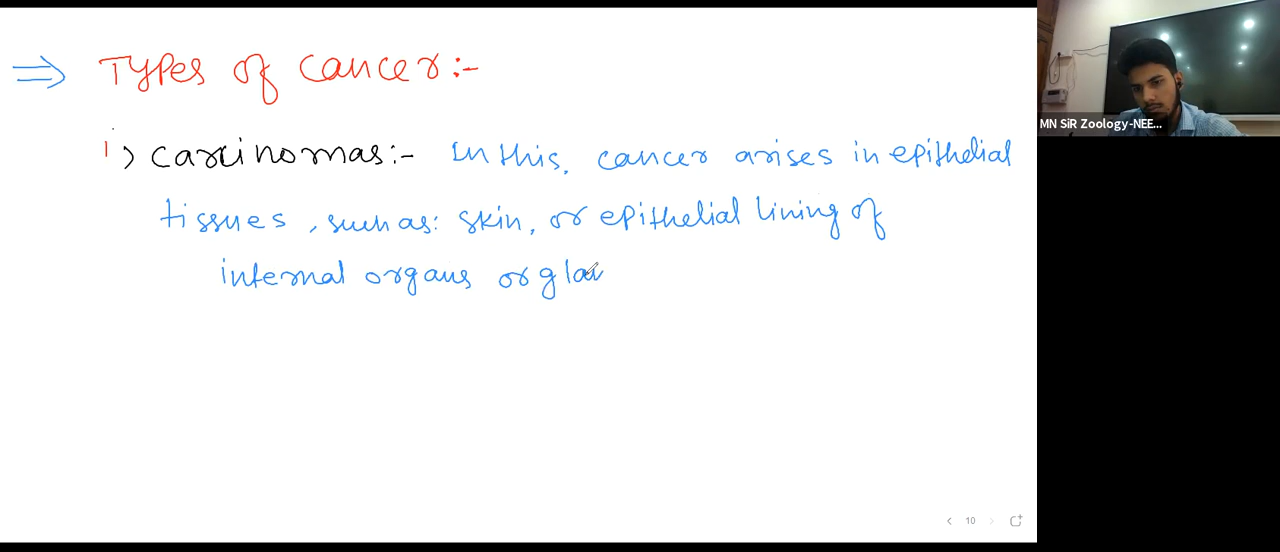 ⇒ Types of cancer:-
i) carcinomas:- In this, cancer arises in epithelial
tissues, such as: skin, or epithelial lining of
internal organs or glan
MN SiR Zoology-NEE...
10